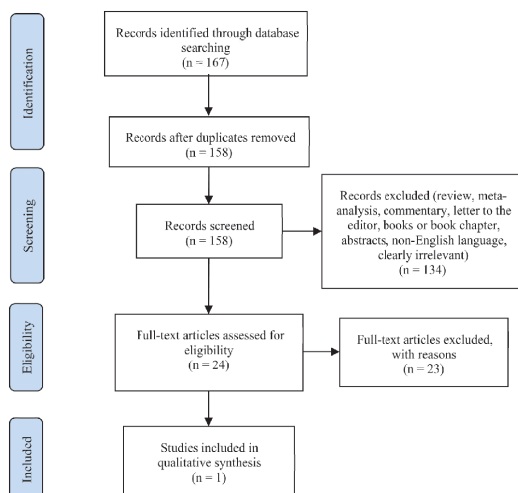 Identification
Records identified through database
searching
(n = 167)
Records after duplicates removed
(n = 158)
Screening
Records screened
(n = 158)
Records excluded (review, meta-
analysis, commentary, letter to the
editor, books or book chapter,
abstracts, non-English language,
clearly irrelevant)
(n = 134)
Eligibility
Full-text articles assessed for
eligibility
(n = 24)
Full-text articles excluded,
with reasons
(n = 23)
Included
Studies included in
qualitative synthesis
(n = 1)